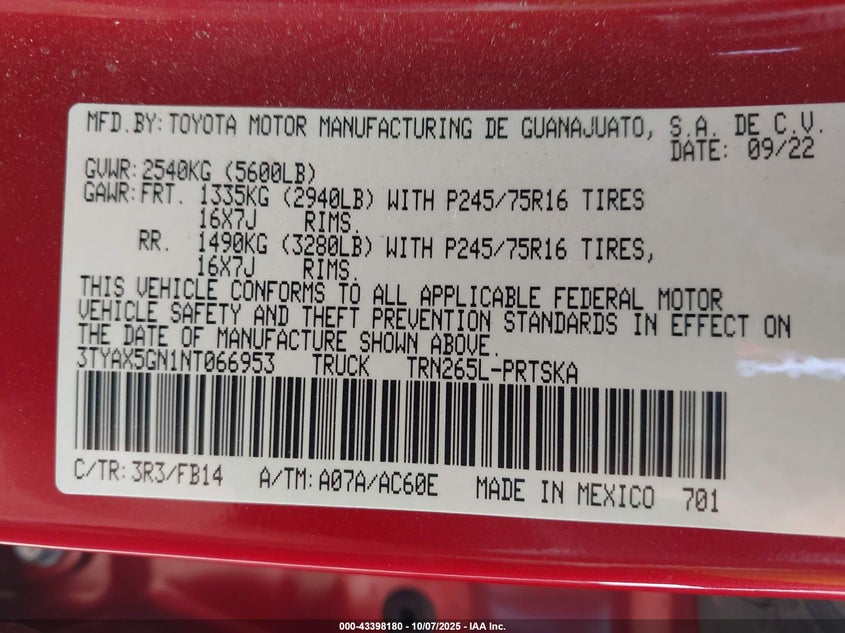 MFD.BY: TOYOTA MOTOR MANUFACTURING DE GUANAJUATO, S.A. DE C.V.
DATE: 09/22
GVWR: 2540KG (5600LB)
GAWR: FRT. 1335KG (2940LB) WITH P245/75R16 TIRES
16X7J RIMS.
RR. 1490KG (3280LB) WITH P245/75R16 TIRES,
16X7J RIMS.
THIS VEHICLE CONFORMS TO ALL APPLICABLE FEDERAL MOTOR
VEHICLE SAFETY AND THEFT PREVENTION STANDARDS IN EFFECT ON
THE DATE OF MANUFACTURE SHOWN ABOVE.
3TYAX5GN1NT066953 TRUCK TRN265L-PRTSKA
C/TR: 3R3/FB14 A/TM: A07A/AC60E MADE IN MEXICO 701
000-43398180 - 10/07/2025 - IAA Inc.